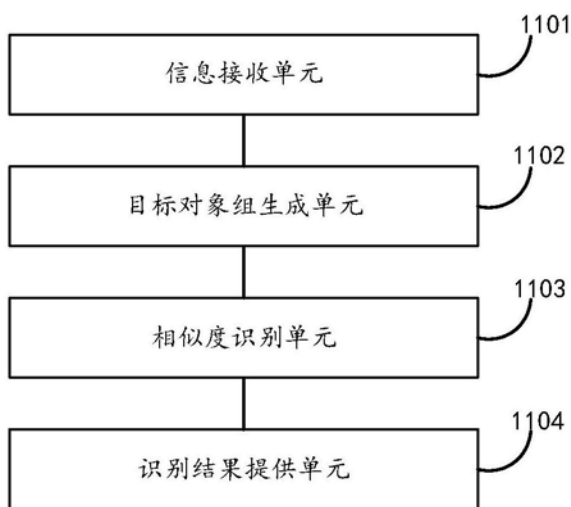 1101
信息接收单元
1102
目标对象组生成单元
1103
相似度识别单元
1104
识别结果提供单元